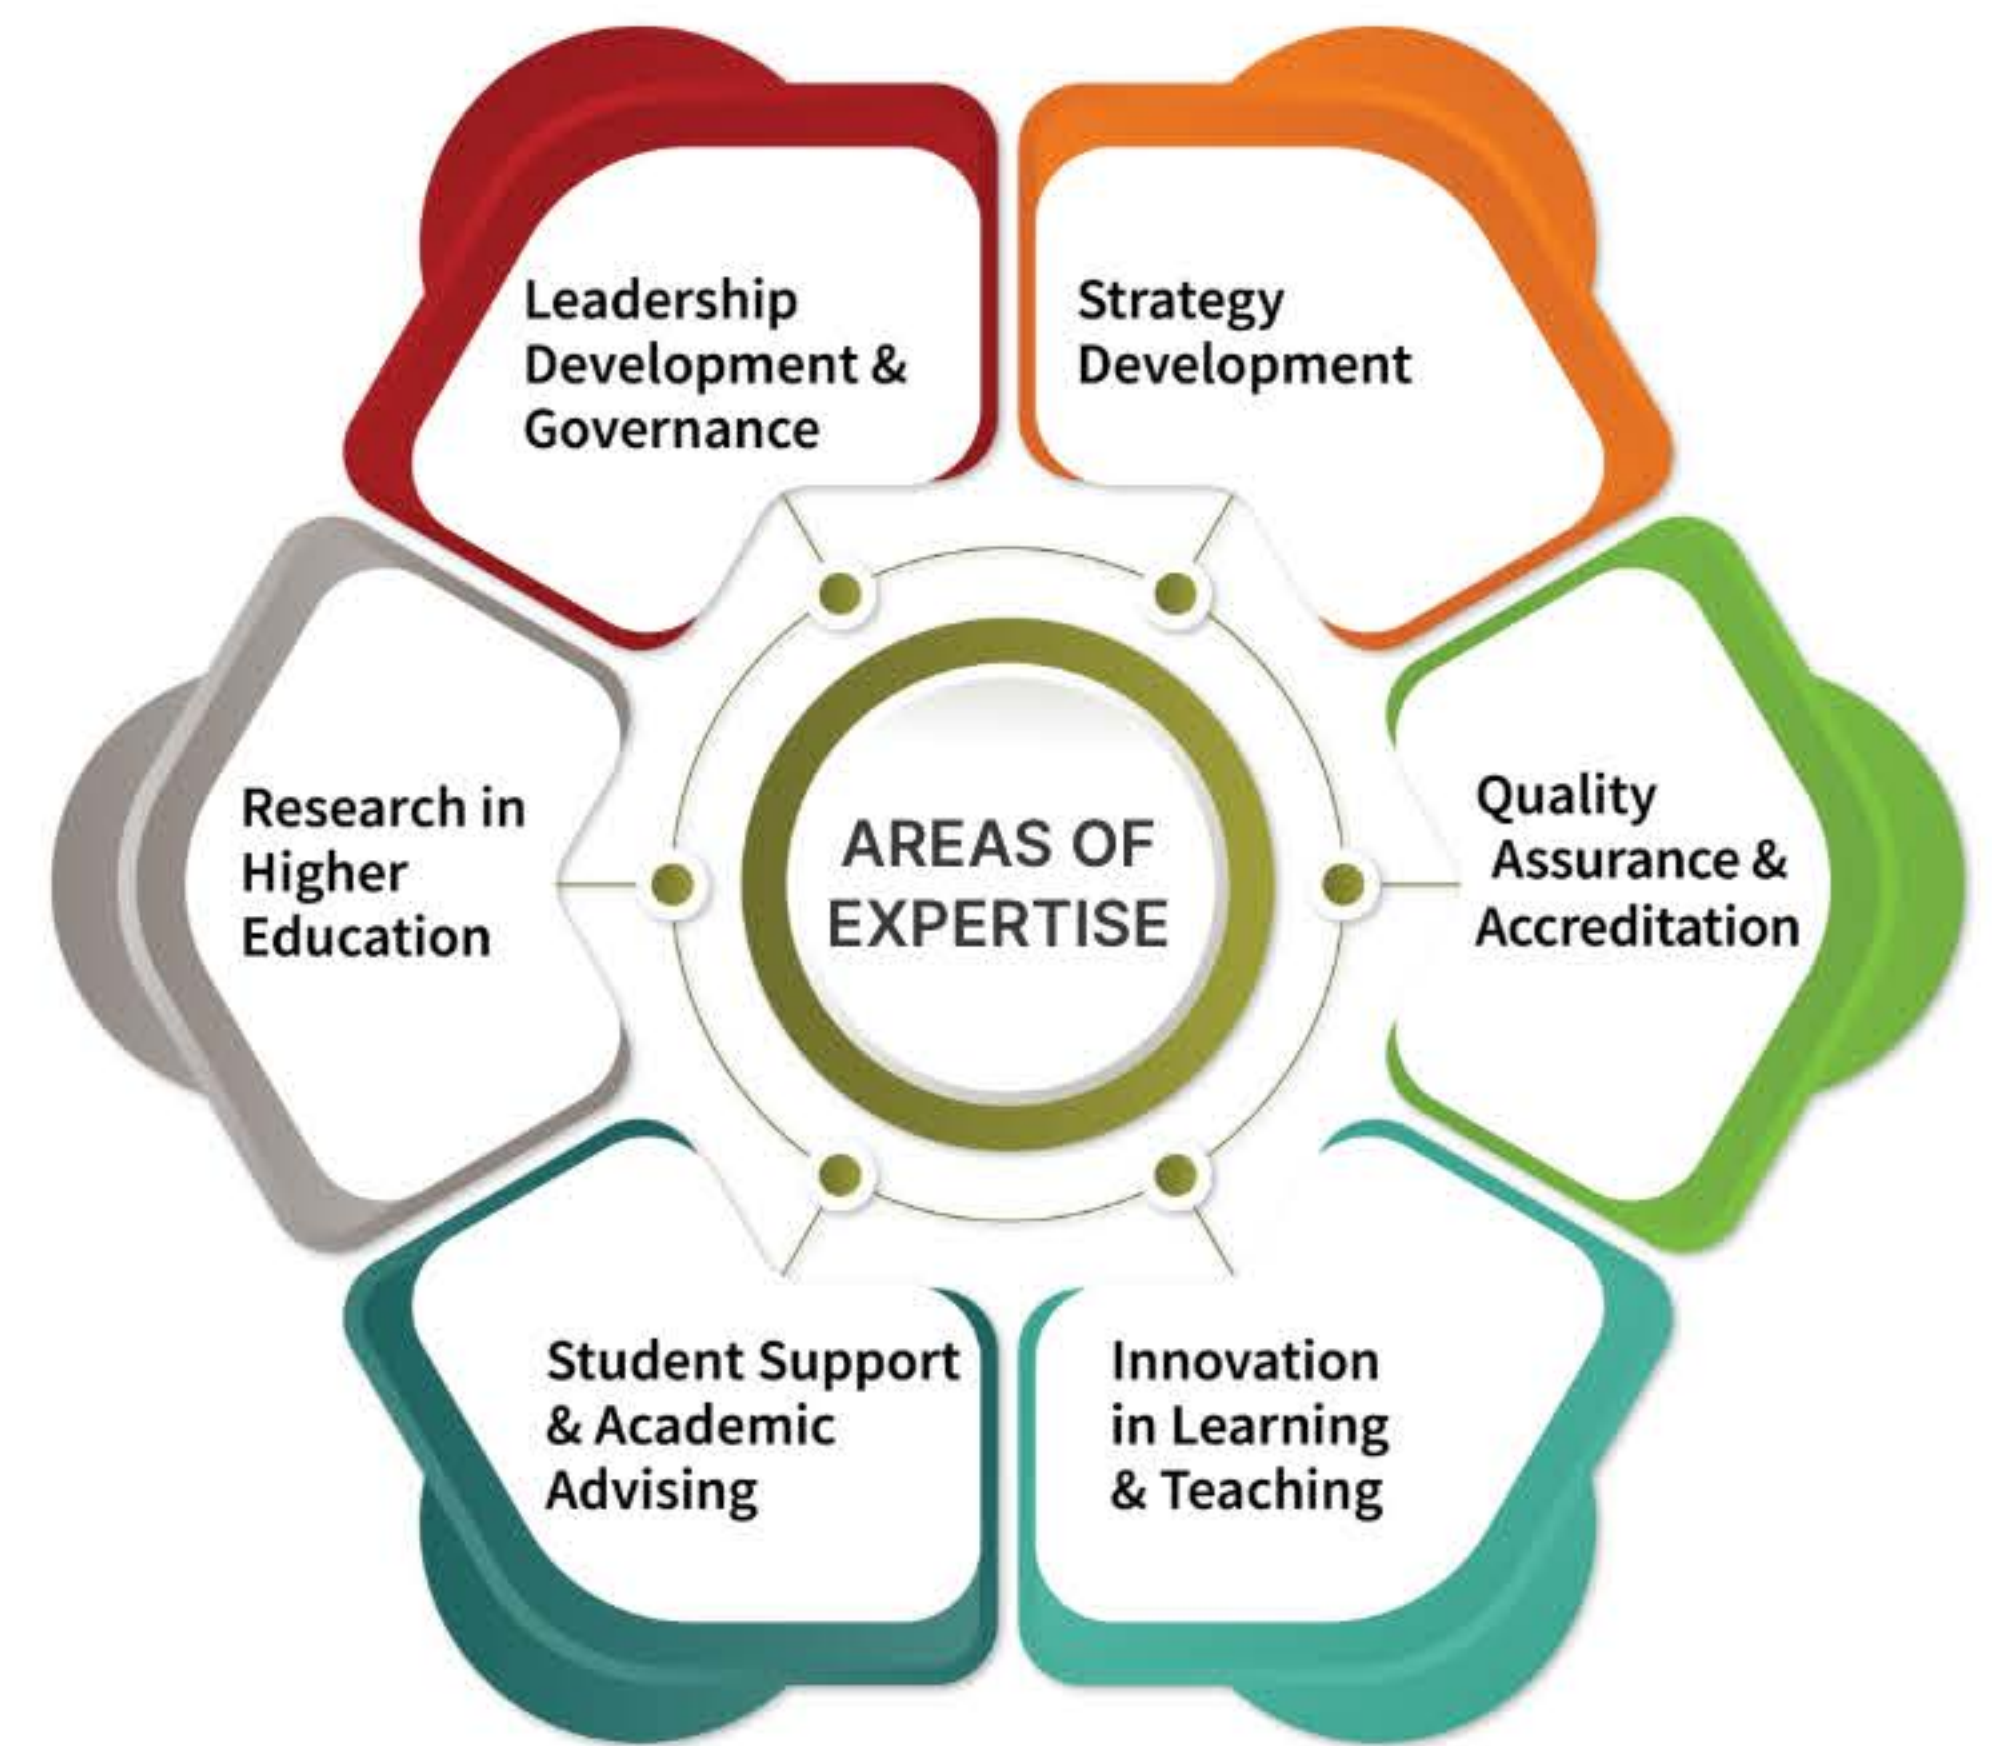 Leadership
Development &
Governance
Strategy
Development
Quality
Assurance &
Accreditation
Innovation
in Learning
& Teaching
Student Support
& Academic
Advising
Research in
Higher
Education
AREAS OF
EXPERTISE